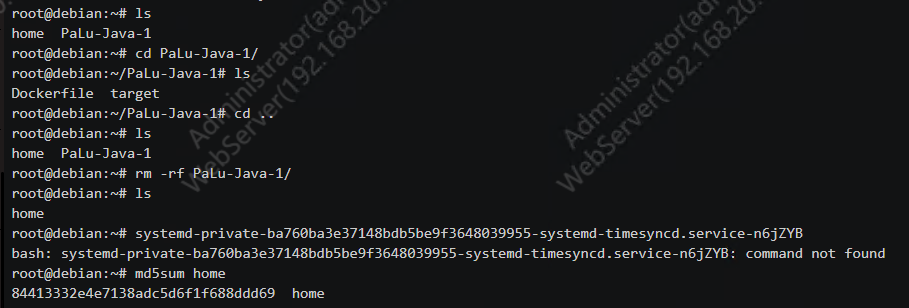 root@debian:~# ls
home  PaLu-Java-1
root@debian:~# cd PaLu-Java-1/
root@debian:~/PaLu-Java-1# ls
Dockerfile  target
root@debian:~/PaLu-Java-1# cd ..
root@debian:~# ls
home  PaLu-Java-1
root@debian:~# rm -rf PaLu-Java-1/
root@debian:~# ls
home
root@debian:~# systemd-private-ba760ba3e37148bdb5be9f3648039955-systemd-timesyncd.service-n6jZYB
bash: systemd-private-ba760ba3e37148bdb5be9f3648039955-systemd-timesyncd.service-n6jZYB: command not found
root@debian:~# md5sum home
84413332e4e7138adc5d6f1f688ddd69  home
Administrator(
WebServer(192.168.20.
Administrator(adm
WebServer(192.168.20